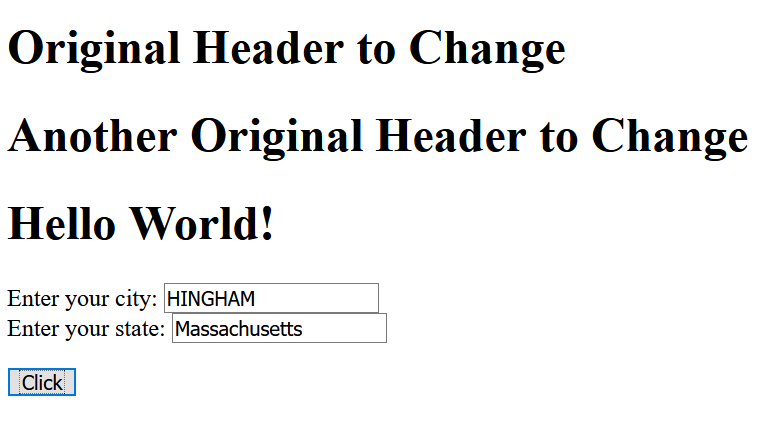 Original Header to Change
Another Original Header to Change
Hello World!
Enter your city: HINGHAM
Enter your state: Massachusetts
Click